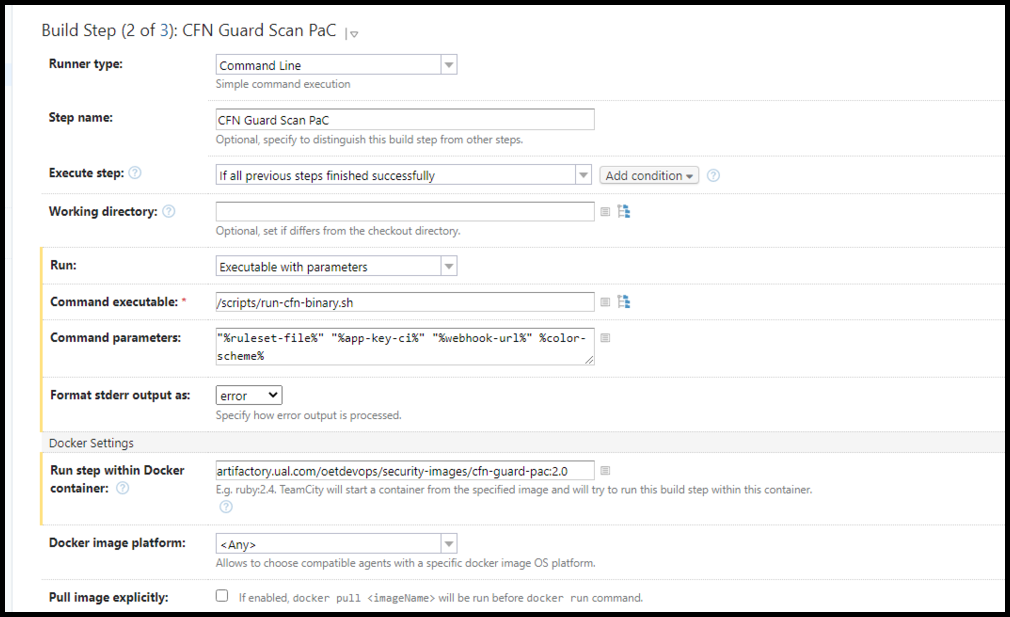 Build Step (2 of 3): CFN Guard Scan PaC
Runner type:
Command Line
Simple command execution
Step name:
CFN Guard Scan PaC
Optional, specify to distinguish this build step from other steps.
Execute step:
If all previous steps finished successfully
Add condition
Working directory:
Optional, set if differs from the checkout directory.
Run:
Executable with parameters
Command executable: *
/scripts/run-cfn-binary.sh
Command parameters:
"%ruleset-file%" "%app-key-ci%" "%webhook-url%" %color-
scheme%
Format stderr output as:
error
Specify how error output is processed.
Docker Settings
Run step within Docker
container:
artifactory.ual.com/oetdevops/security-images/cfn-guard-pac:2.0
E.g. ruby:2.4. TeamCity will start a container from the specified image and will try to run this build step within this container.
Docker image platform:
<Any>
Allows to choose compatible agents with a specific docker image OS platform.
Pull image explicitly:
If enabled, docker pull <imageName> will be run before docker run command.